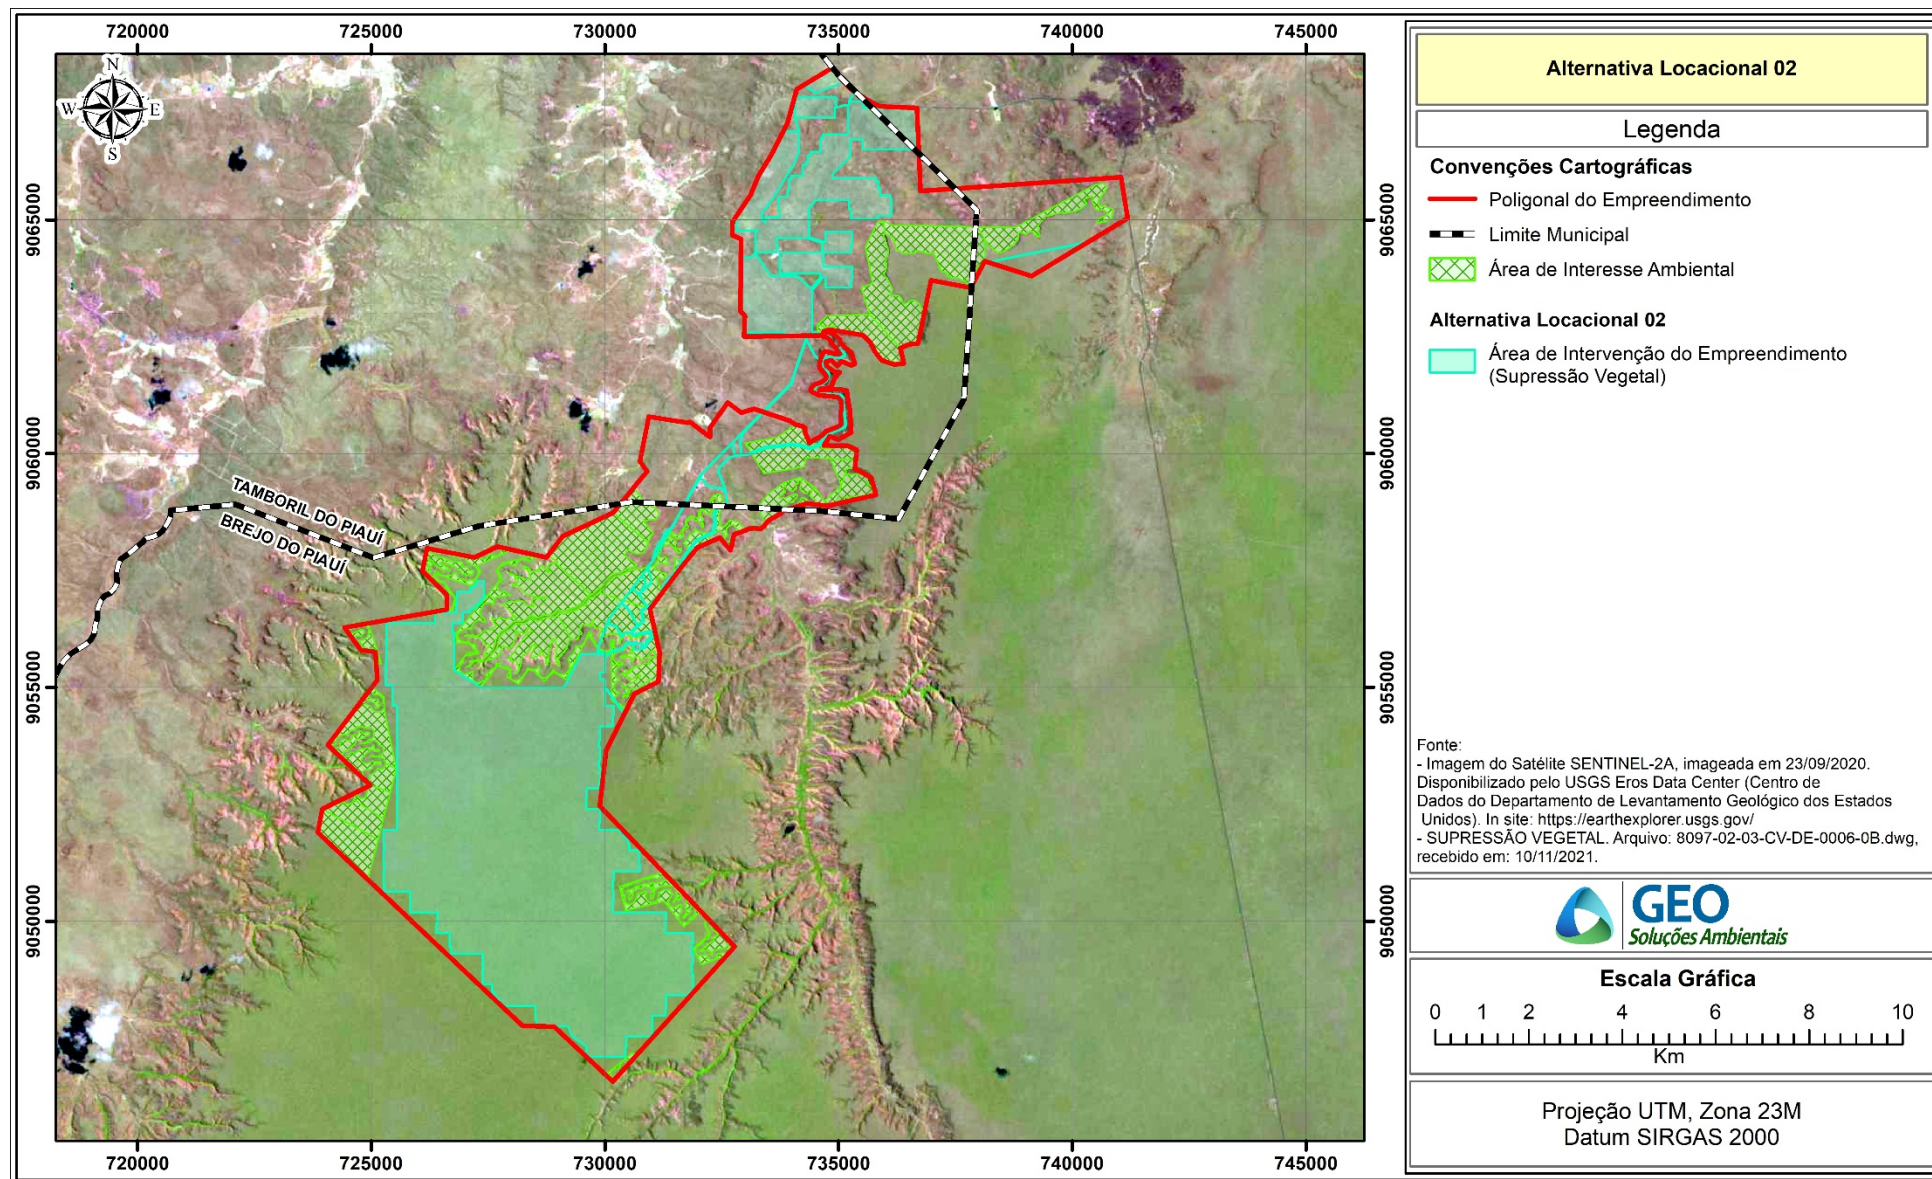 720000 725000 730000 735000 740000 745000
N
W E
S
9065000
9060000
9055000
9050000
TAMBORIL DO PIAUÍ
BREJO DO PIAUÍ
9065000
9060000
9055000
9050000
720000 725000 730000 735000 740000 745000
Alternativa Locacional 02
Legenda
Convenções Cartográficas
Poligonal do Empreendimento
Limite Municipal
Área de Interesse Ambiental
Alternativa Locacional 02
Área de Intervenção do Empreendimento
(Supressão Vegetal)
Fonte:
- Imagem do Satélite SENTINEL-2A, imageada em 23/09/2020.
Disponibilizado pelo USGS Eros Data Center (Centro de
Dados do Departamento de Levantamento Geológico dos Estados
Unidos). In site: https://earthexplorer.usgs.gov/
- SUPRESSÃO VEGETAL. Arquivo: 8097-02-03-CV-DE-0006-0B.dwg,
recebido em: 10/11/2021.
GEO
Soluções Ambientais
Escala Gráfica
0 1 2 4 6 8 10
Km
Projeção UTM, Zona 23M
Datum SIRGAS 2000